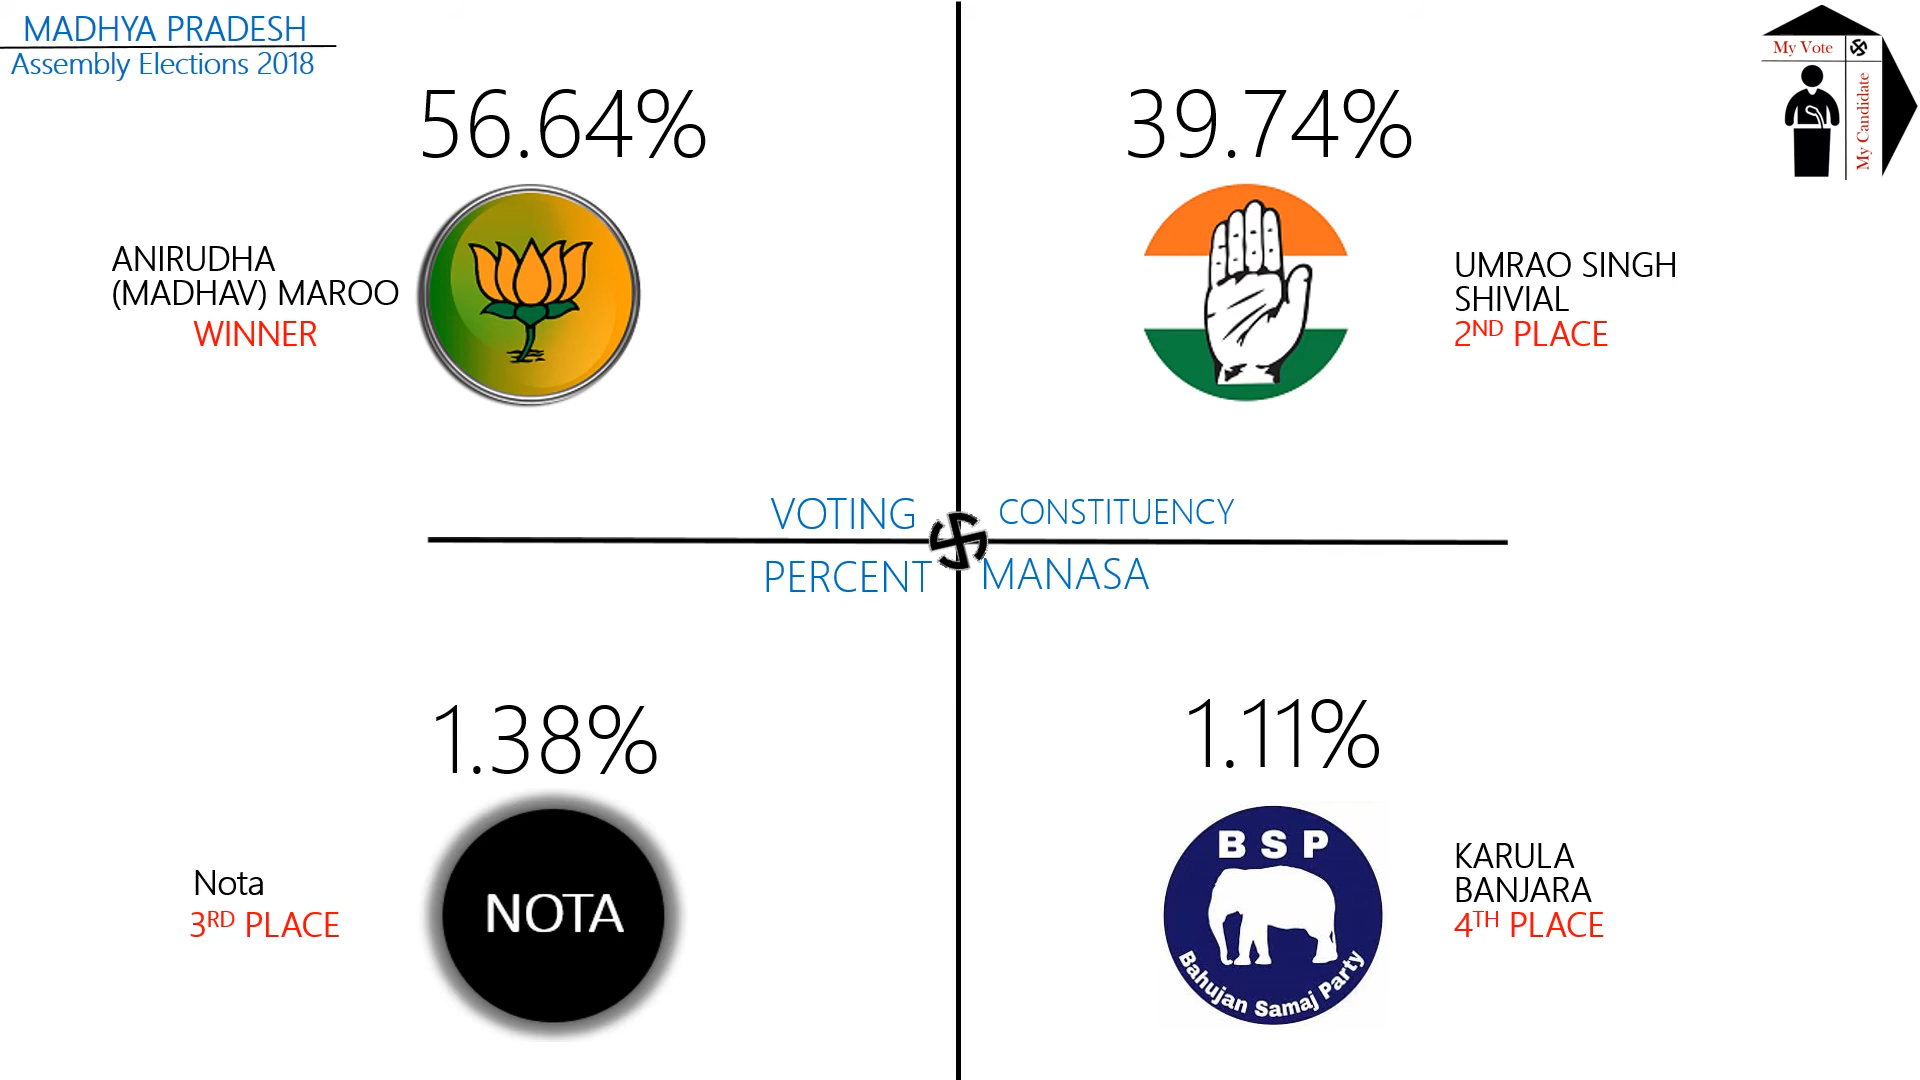 MADHYA PRADESH
Assembly Elections 2018
My Vote
My Candidate
56.64%
ANIRUDHA
(MADHAV) MAROO
WINNER
39.74%
UMRAO SINGH
SHIVIAL
2ND PLACE
VOTING
PERCENT
CONSTITUENCY
MANASA
1.38%
Nota
3RD PLACE
NOTA
1.11%
BSP
Bahujan Samaj Party
KARULA
BANJARA
4TH PLACE